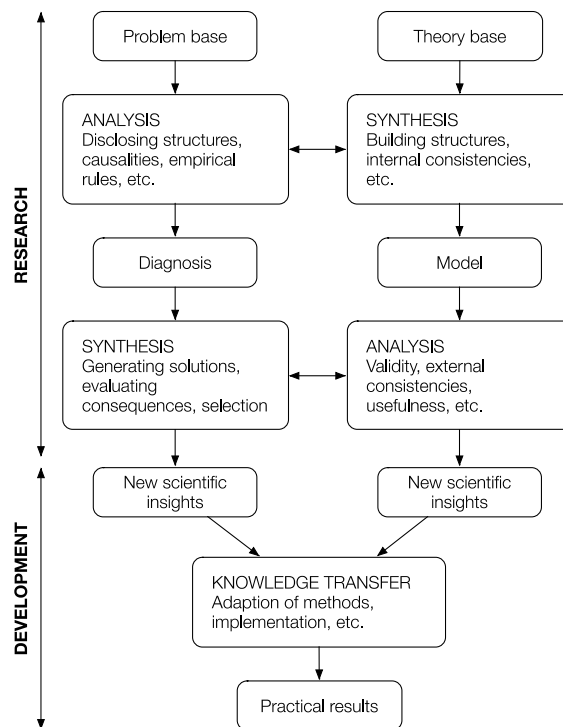 Problem base
Theory base
ANALYSIS
Disclosing structures,
causalities, empirical
rules, etc.
SYNTHESIS
Building structures,
internal consistencies,
etc.
RESEARCH
Diagnosis
Model
SYNTHESIS
Generating solutions,
evaluating
consequences, selection
ANALYSIS
Validity, external
consistencies,
usefulness, etc.
New scientific
insights
New scientific
insights
DEVELOPMENT
KNOWLEDGE TRANSFER
Adaption of methods,
implementation, etc.
Practical results